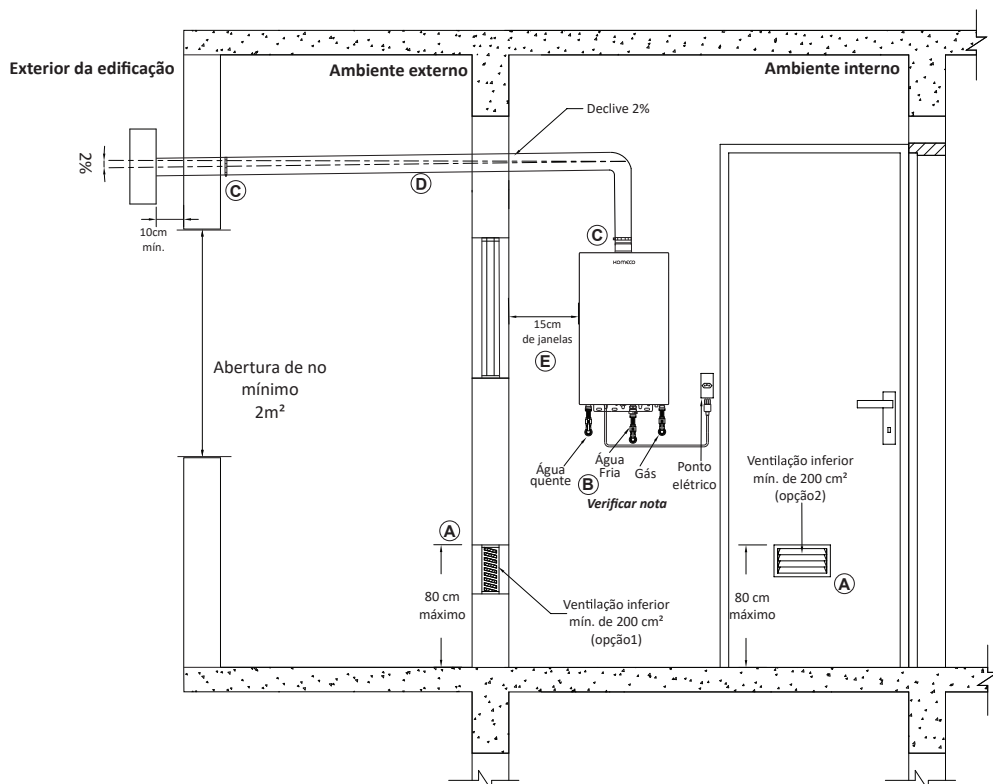 Exterior da edificação
Ambiente externo
Ambiente interno
Declive 2%
2%
C
D
10cm
mín.
C
KOMECO
15cm
de janelas
E
Abertura de no
mínimo
2m²
Água
quente
Água
Fria
Gás
Ponto
elétrico
B
Verificar nota
Ventilação inferior
mín. de 200 cm²
(opção2)
A
A
80 cm
máximo
Ventilação inferior
mín. de 200 cm²
(opção1)
80 cm
máximo